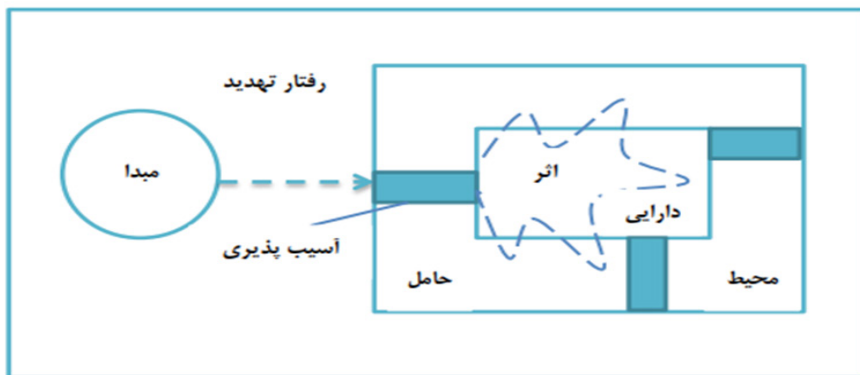 رفتار تهدید
مبدا
اثر
دارایی
آسیب پذیری
حامل
محیط